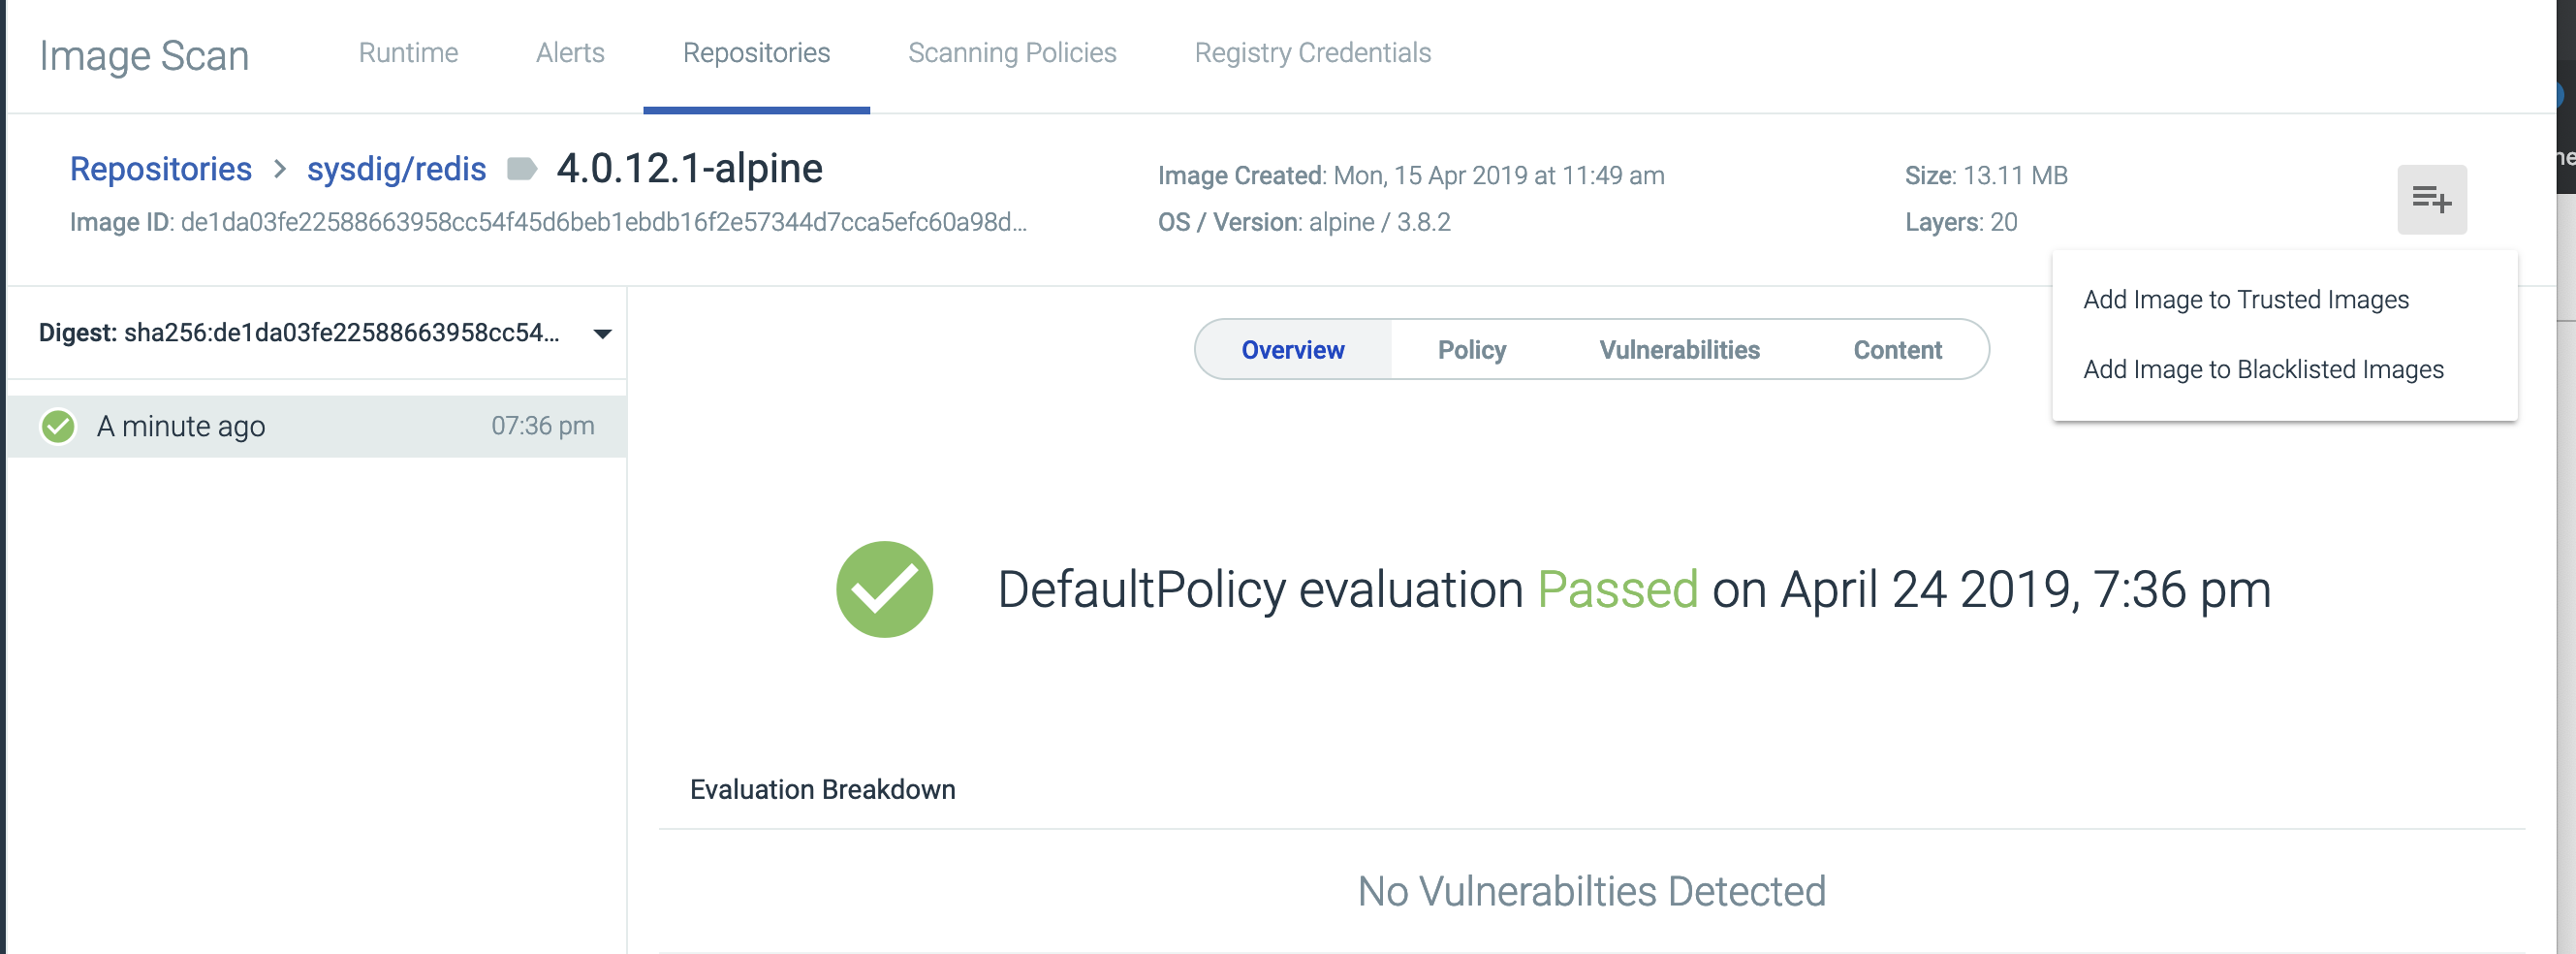 Image Scan Runtime Alerts Repositories Scanning Policies Registry Credentials
Repositories > sysdig/redis 4.0.12.1-alpine
Image ID: de1da03fe22588663958cc54f45d6beb1ebdb16f2e57344d7cca5efc60a98d...
Image Created: Mon, 15 Apr 2019 at 11:49 am
OS / Version: alpine / 3.8.2
Size: 13.11 MB
Layers: 20
Add Image to Trusted Images
Add Image to Blacklisted Images
Digest: sha256:de1da03fe22588663958cc54...
A minute ago 07:36 pm
Overview Policy Vulnerabilities Content
DefaultPolicy evaluation Passed on April 24 2019, 7:36 pm
Evaluation Breakdown
No Vulnerabilties Detected